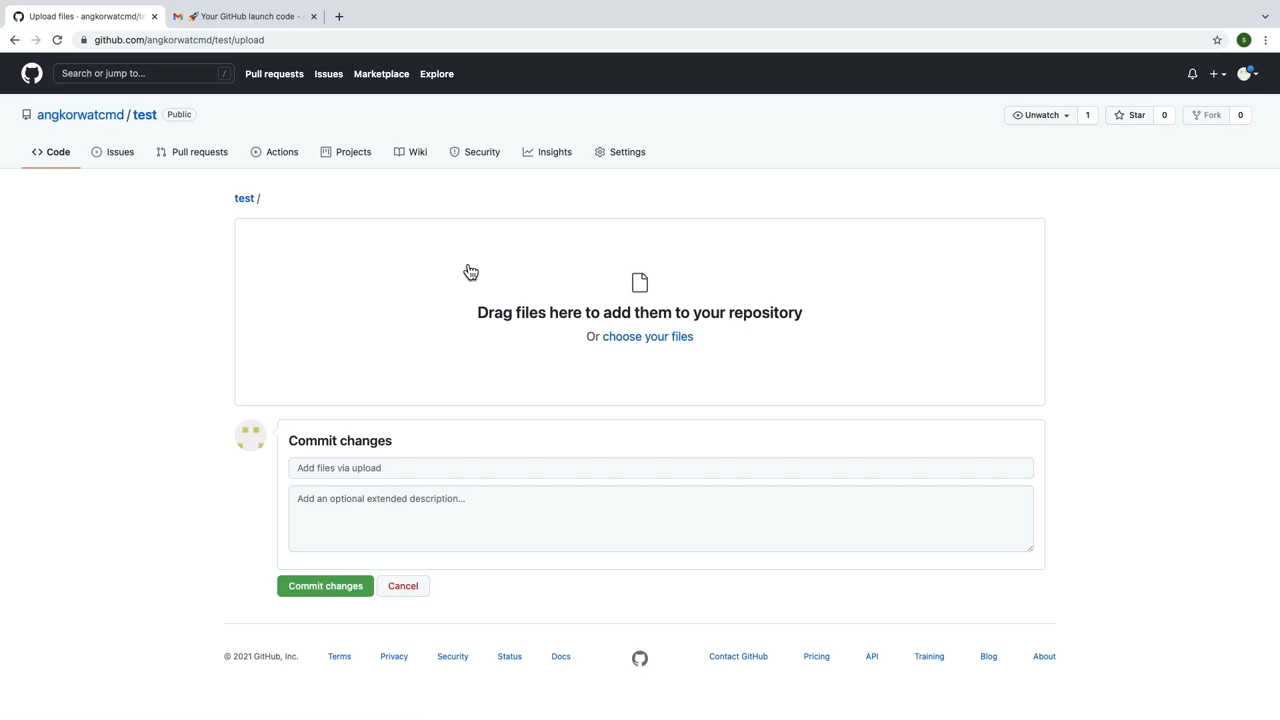 Upload files · angkorwatcmd/te
🚀 Your GitHub launch code -
github.com/angkorwatcmd/test/upload
S
Search or jump to...
/
Pull requests
Issues
Marketplace
Explore
angkorwatcmd / test
Public
Unwatch
1
Star
0
Fork
0
Code
Issues
Pull requests
Actions
Projects
Wiki
Security
Insights
Settings
test /
Drag files here to add them to your repository
Or choose your files
Commit changes
Add files via upload
Add an optional extended description...
Commit changes
Cancel
© 2021 GitHub, Inc.
Terms
Privacy
Security
Status
Docs
Contact GitHub
Pricing
API
Training
Blog
About